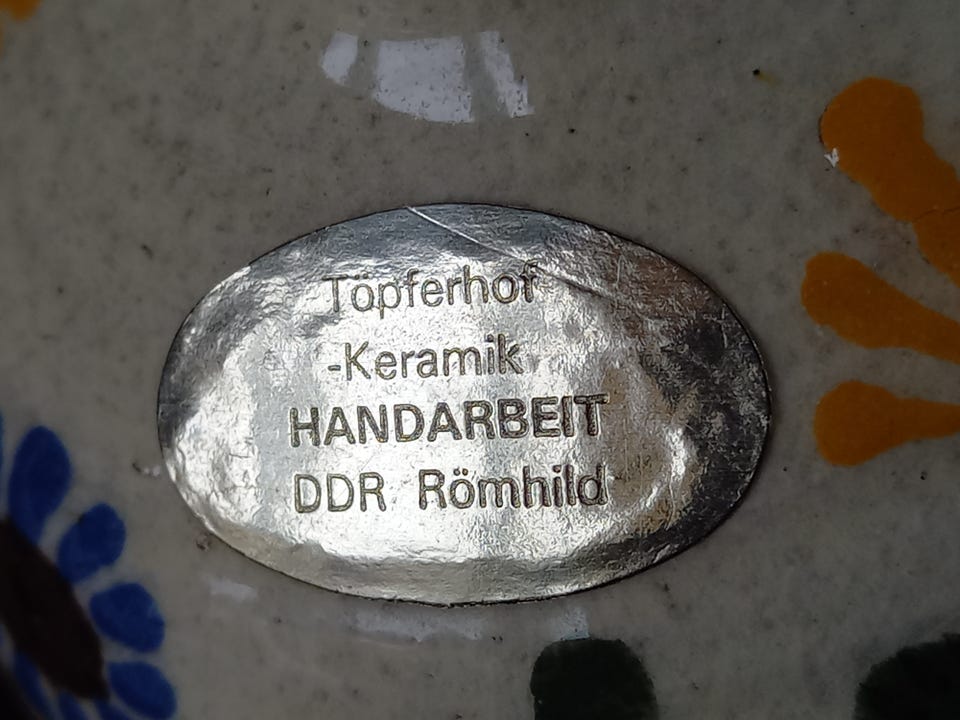 Töpferhof
-Keramik
HANDARBEIT
DDR Römhild